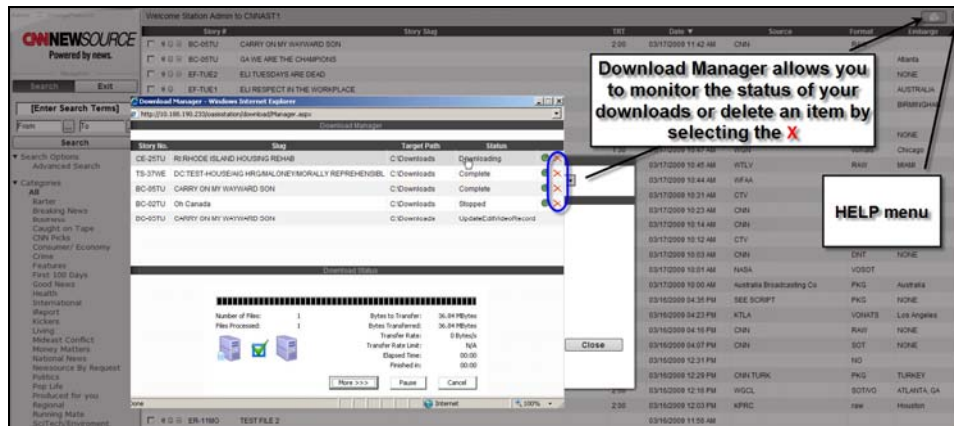 Welcome Station Admin to CNNAST1
Story # Story Slug TRT Date ▼ Source Format Embargo
CNNNEWSOURCE
Powered by news.
Search Exit
[Enter Search Terms]
From ... To
Search
Search Options
Advanced Search
Categories
All
Barter
Breaking News
Business
Caught on Tape
CNN Picks
Consumer/ Economy
Crime
Features
First 100 Days
Good News
Health
International
iReport
Kickers
Living
Mideast Conflict
Money Matters
National News
Newsource By Request
Politics
Pop Life
Produced for you
Regional
Running Mate
Sci/Tech/Enviroment
BC-05TU CARRY ON MY WAYWARD SON 2:00 03/17/2009 11:42 AM CNN
BC-06TU GA WE ARE THE CHAMPIONS Atlanta
EF-TUE2 ELI TUESDAYS ARE DEAD NONE
EF-TUE1 ELI RESPECT IN THE WORKPLACE AUSTRALIA
BIRMINGHAM
NONE
Chicago
Download Manager allows you
to monitor the status of your
downloads or delete an item by
selecting the X
HELP menu
Download Manager - Windows Internet Explorer
Download Manager
Story No. Slug Target Path Status
CE-25TU RI:RHODE ISLAND HOUSING REHAB C:\Downloads Downloading
TS-37WE DC:TEST-HOUSE/AIG HRG/MALONEY/MORALLY REPREHENSIBL C:\Downloads Complete
BC-05TU CARRY ON MY WAYWARD SON C:\Downloads Complete
BC-02TU Oh Canada C:\Downloads Stopped
BC-05TU CARRY ON MY WAYWARD SON C:\Downloads UpdateEditVideoRecord
Download Status
Number of Files: 1 Bytes to Transfer: 36.84 MBytes
Files Processed: 1 Bytes Transferred: 36.84 MBytes
Transfer Rate: 0 Bytes/s
Transfer Rate Limit: N/A
Elapsed Time: 00:00
Finished in: 00:00
More >>> Pause Cancel
Done Internet 100%
Close
03/17/2009 10:45 AM WTLV RAW MIAMI
03/17/2009 10:44 AM WFAA
03/17/2009 10:31 AM CTV
03/17/2009 10:23 AM CNN
03/17/2009 10:14 AM CNN
03/17/2009 10:12 AM CTV
03/17/2009 10:03 AM CNN DNT NONE
03/17/2009 10:01 AM NASA VOSOT
03/17/2009 10:00 AM Australia Broadcasting Co PKG Australia
03/16/2009 04:35 PM SEE SCRIPT PKG NONE
03/16/2009 04:23 PM KTLA VO/NATS Los Angeles
03/16/2009 04:16 PM CNN RAW NONE
03/16/2009 04:07 PM CNN SOT NONE
03/16/2009 12:31 PM NO
03/16/2009 12:29 PM CNN TURK PKG TURKEY
03/16/2009 12:16 PM WGCL SOT/VO ATLANTA, GA
2:00 03/16/2009 12:03 PM KPRC raw Houston
ER-11MO TEST FILE 2 03/16/2009 11:56 AM